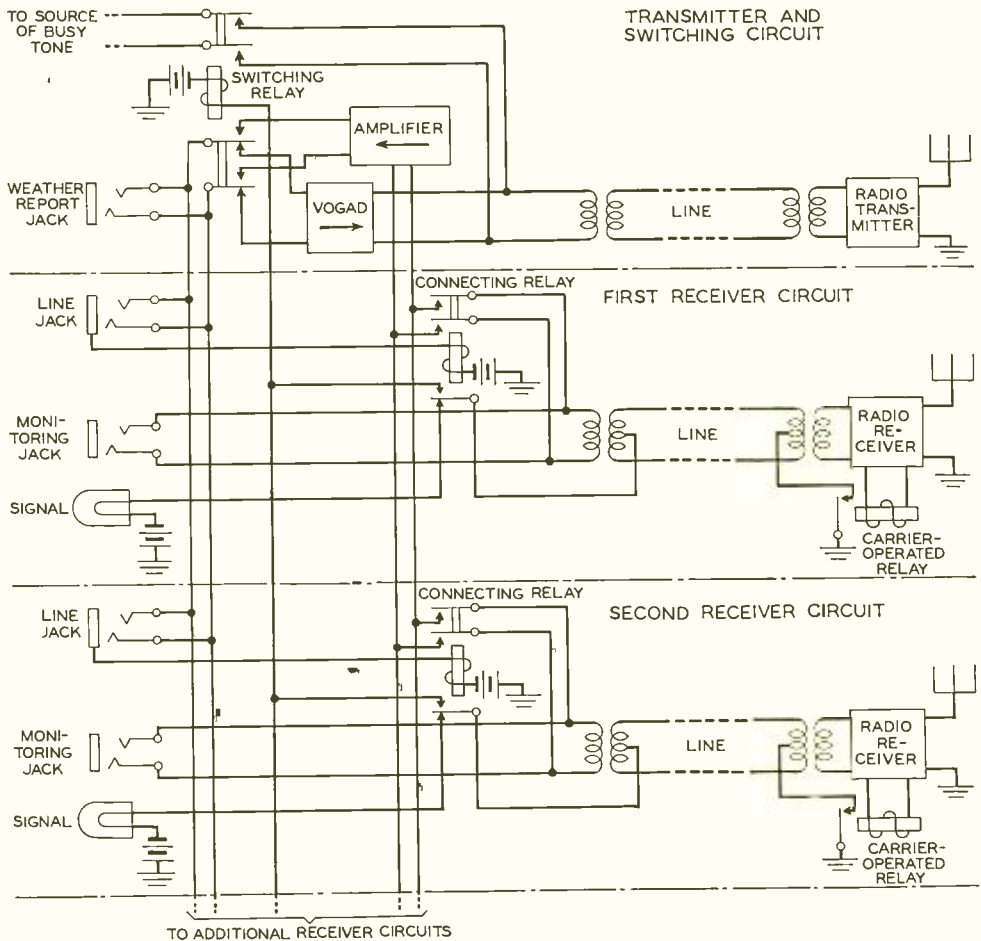 TO SOURCE
OF BUSY
TONE
TRANSMITTER AND
SWITCHING CIRCUIT
SWITCHING
RELAY
AMPLIFIER
WEATHER
REPORT
JACK
VOGAD
LINE
RADIO
TRANS-
MITTER
CONNECTING RELAY
FIRST RECEIVER CIRCUIT
LINE
JACK
MONI-
TORING
JACK
LINE
RADIO
RE-
CEIVER
SIGNAL
CARRIER-
OPERATED
RELAY
CONNECTING RELAY
SECOND RECEIVER CIRCUIT
LINE
JACK
MONI-
TORING
JACK
LINE
RADIO
RE-
CEIVER
SIGNAL
CARRIER-
OPERATED
RELAY
TO ADDITIONAL RECEIVER CIRCUITS